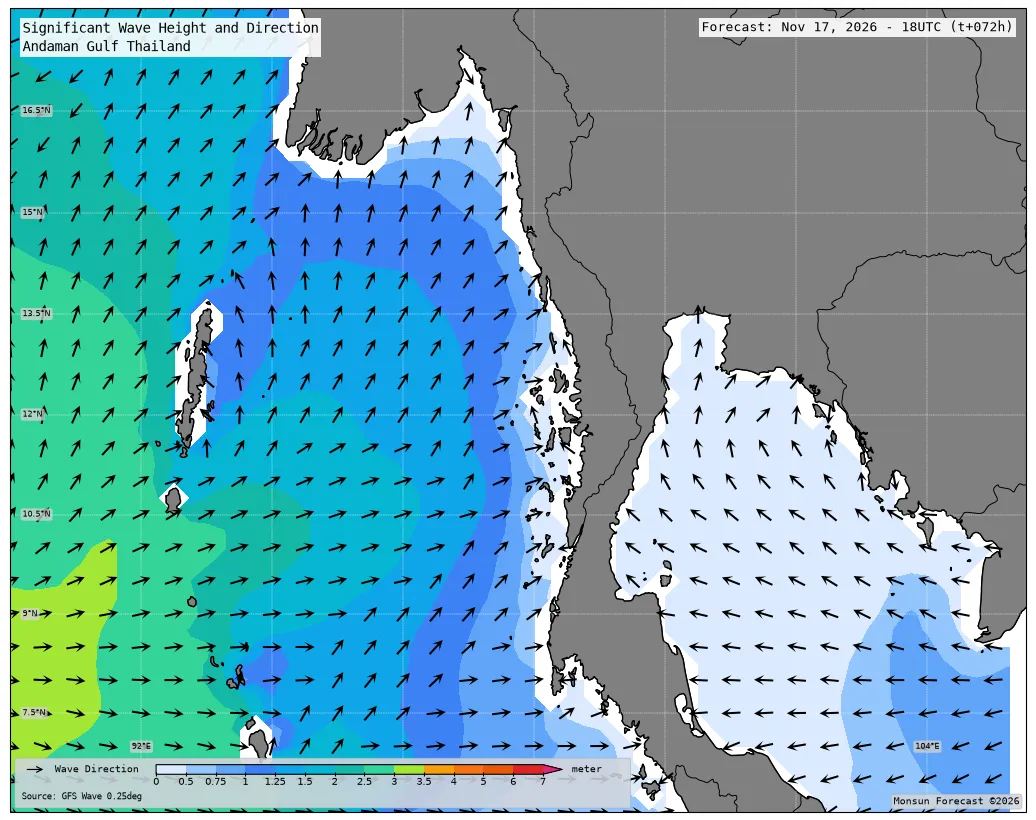 Significant Wave Height and Direction
Andaman Gulf Thailand
Forecast: Nov 17, 2026 - 18UTC (t+072h)
16.5°N
15°N
13.5°N
12°N
10.5°N
9°N
7.5°N
92°E
104°E
Wave Direction
meter
0 0.5 0.75 1 1.25 1.5 2 2.5 3 3.5 4 5 6 7
Source: GFS Wave 0.25deg
Monsun Forecast ©2026